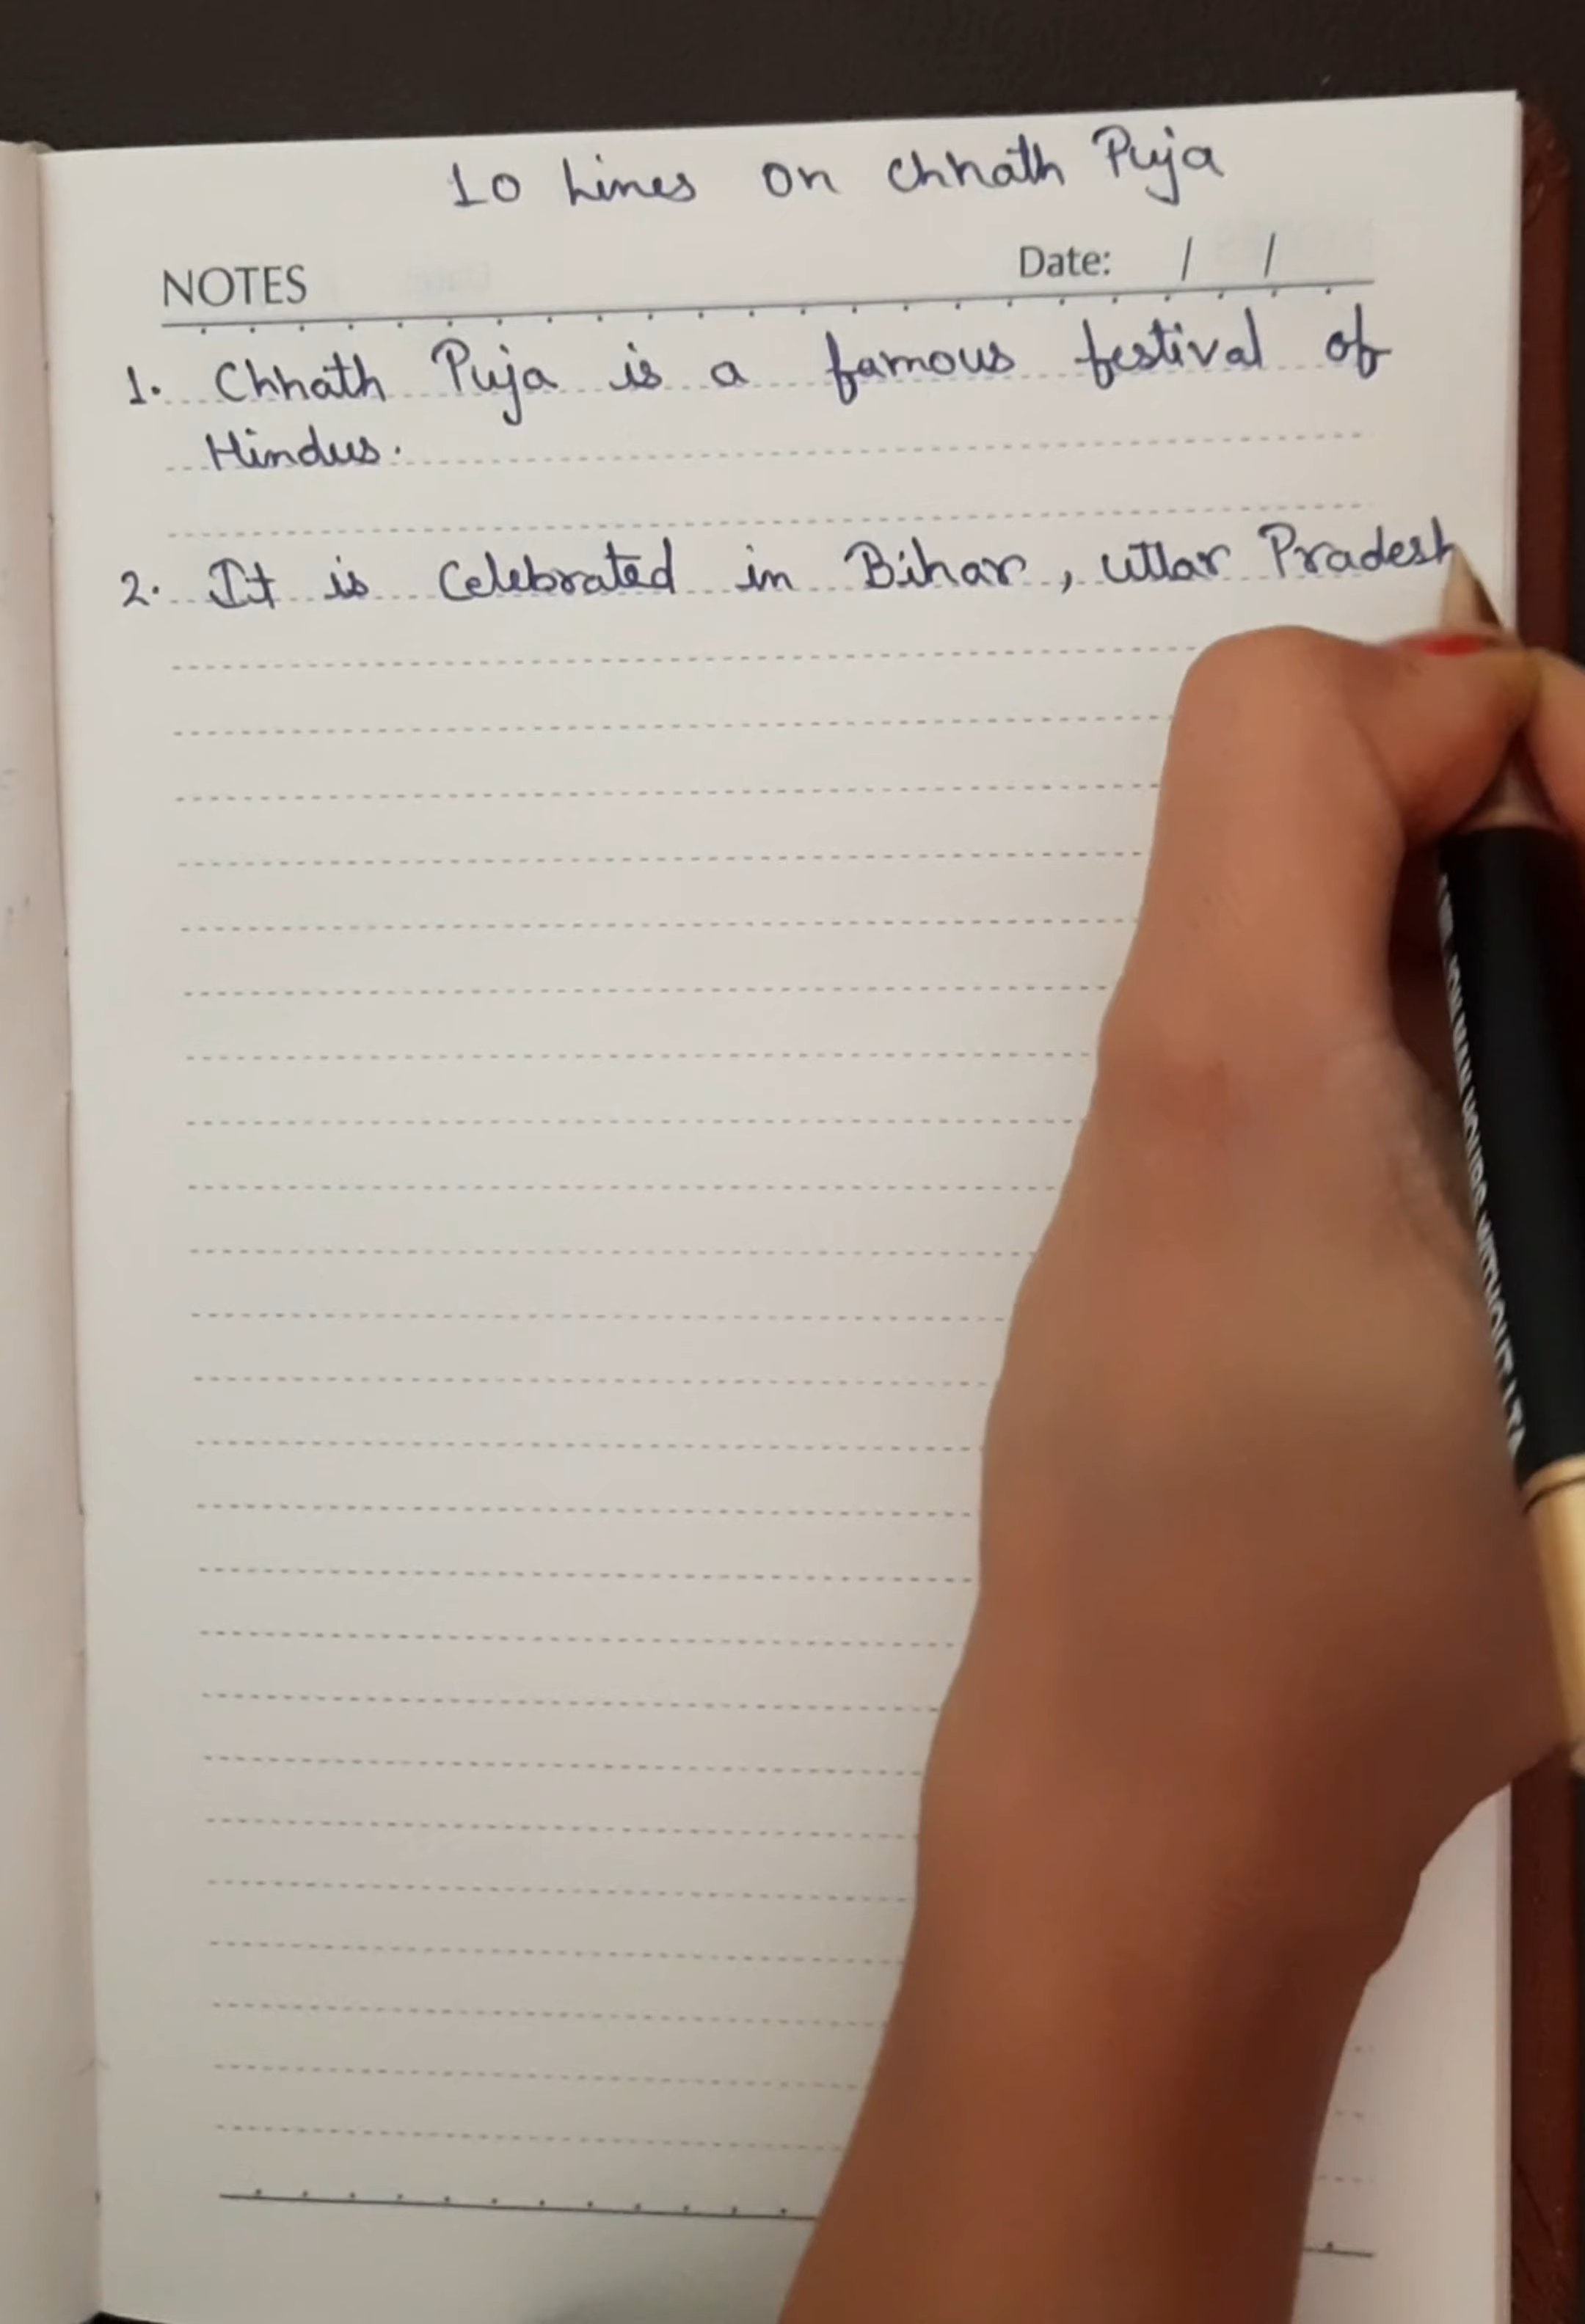 10 Lines on Chhath Puja
NOTES Date: / /
1. Chhath Puja is a famous festival of
Hindus.
2. It is Celebrated in Bihar, Uttar Pradesh